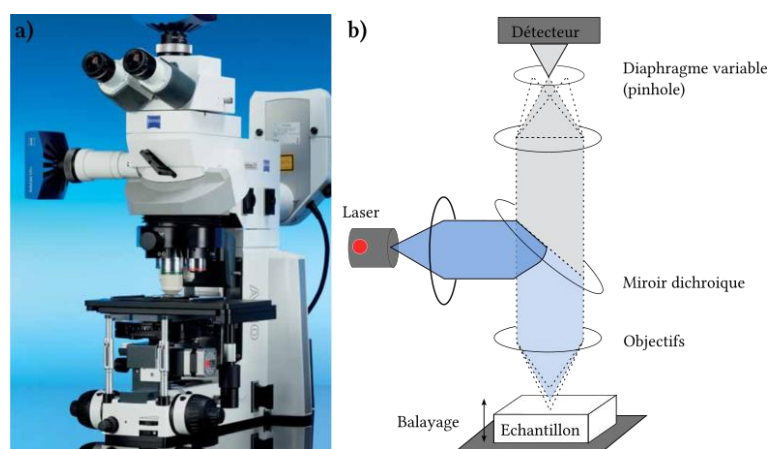 a)
b)
Détecteur
Diaphragme variable
(pinhole)
Laser
Miroir dichroique
Objectifs
Balayage
Echantillon